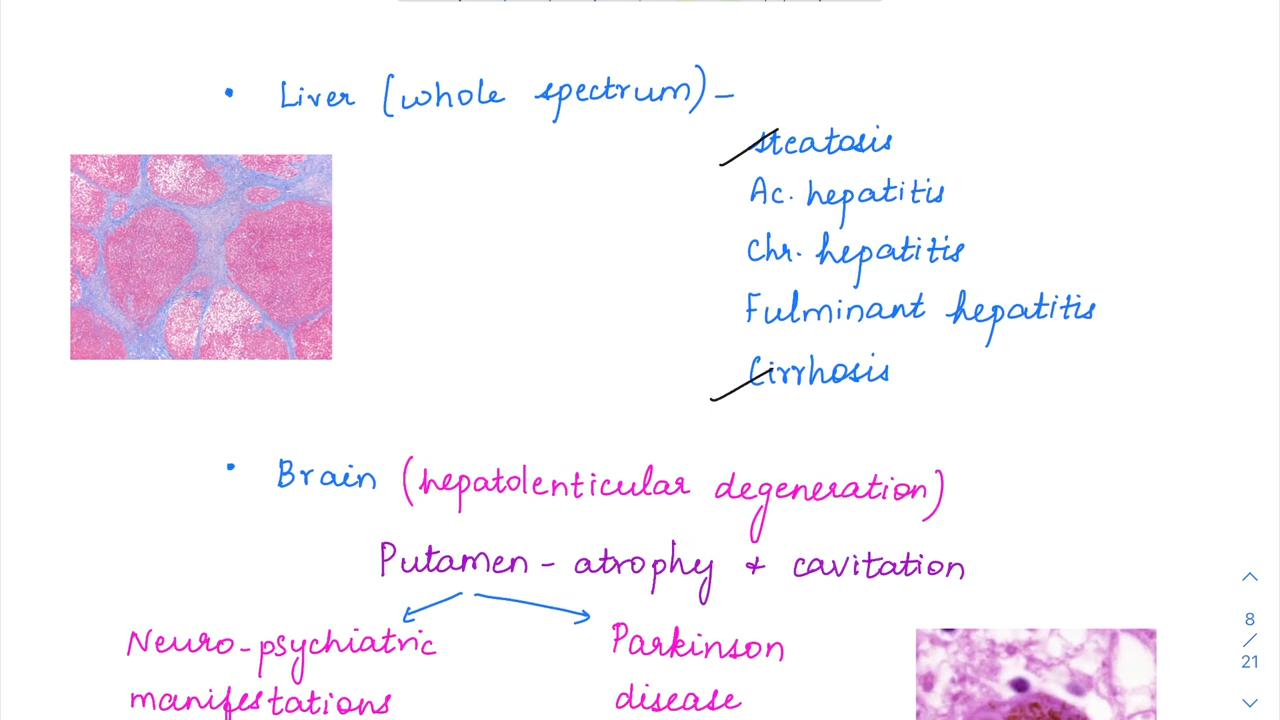 • Liver (whole spectrum) –
Steatosis
Ac. hepatitis
Chr. hepatitis
Fulminant hepatitis
Cirrhosis
• Brain (hepatolenticular degeneration)
Putamen – atrophy + cavitation
Neuro-psychiatric
manifestations
Parkinson
disease
8
/
21